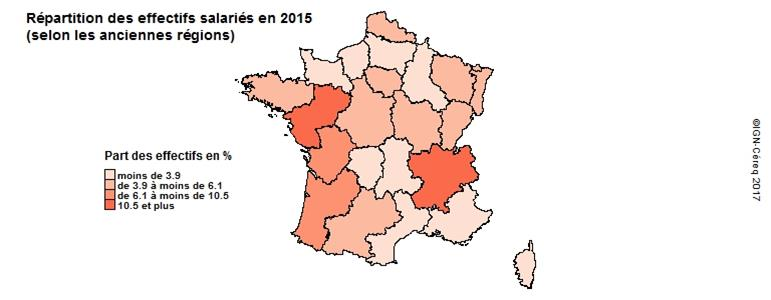 Répartition des effectifs salariés en 2015
(selon les anciennes régions)
Part des effectifs en %
moins de 3.9
de 3.9 à moins de 6.1
de 6.1 à moins de 10.5
10.5 et plus
©IGN-Céreq 2017